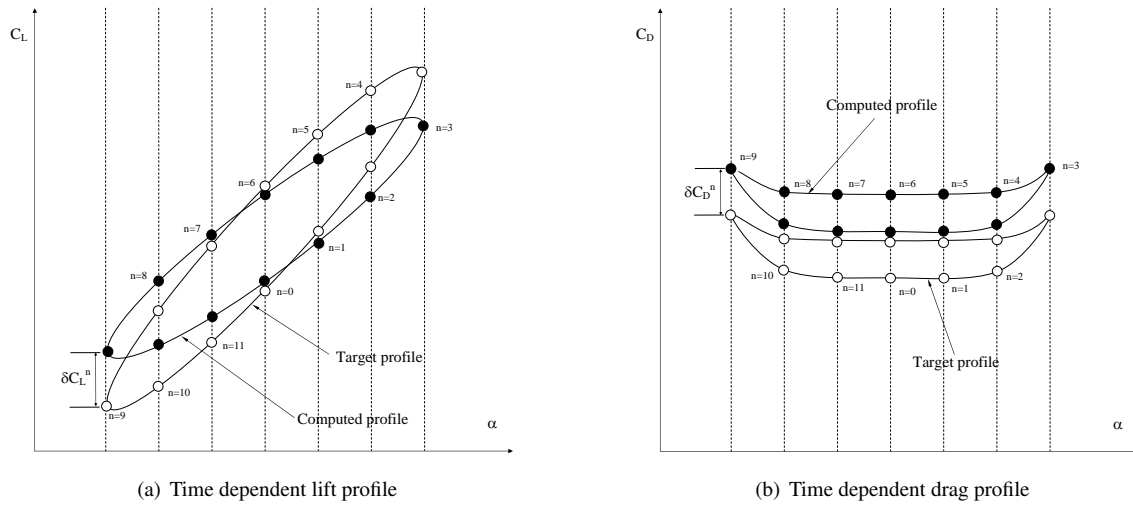 C_L
n=4
n=5
n=3
n=6
n=2
n=7
n=1
n=8
n=0
Target profile
n=11
δC_L^n
n=10
n=9
Computed profile
α
(a) Time dependent lift profile
C_D
Computed profile
n=9
n=3
n=8
n=7
n=6
n=5
n=4
δC_D^n
n=10
n=11
n=0
n=1
n=2
Target profile
α
(b) Time dependent drag profile